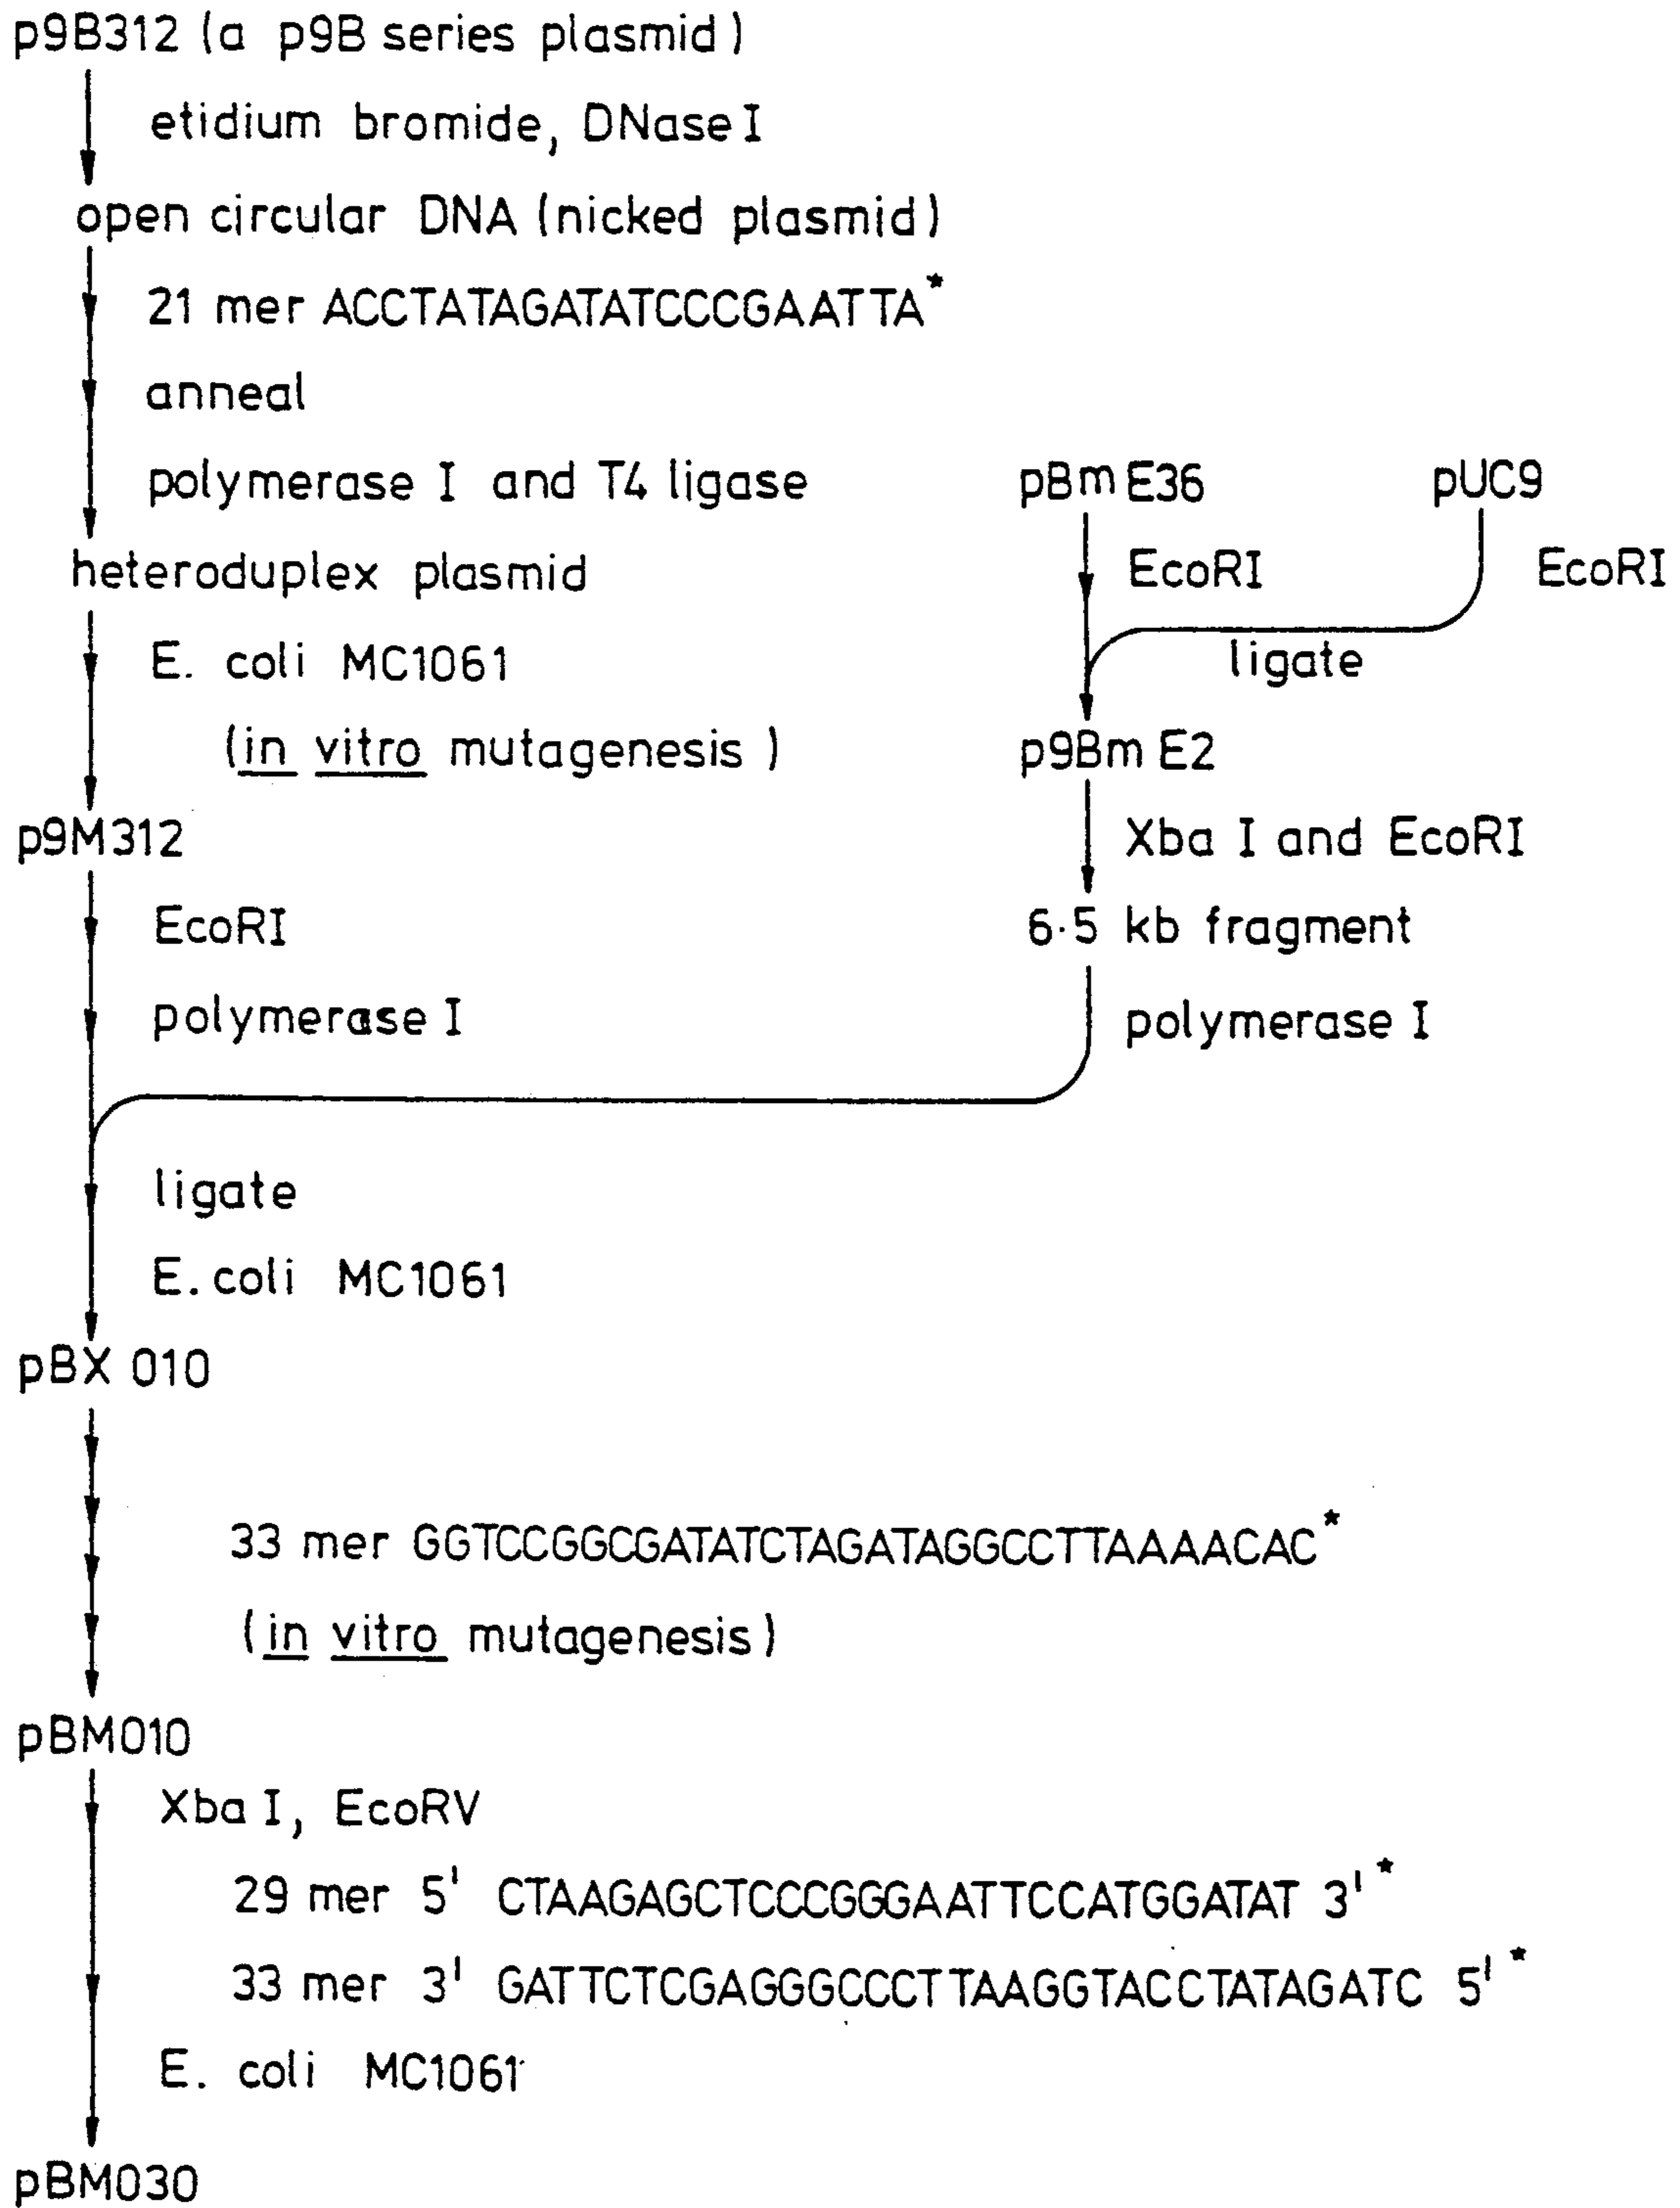 p9B312 (a p9B series plasmid)
etidium bromide, DNase I
open circular DNA (nicked plasmid)
21 mer ACCTATAGATATCCCGAATTA*
anneal
polymerase I and T4 ligase
heteroduplex plasmid
E. coli MC1061
(in vitro mutagenesis)
p9M312
EcoRI
polymerase I
pBm E36
pUC9
EcoRI
EcoRI
ligate
p9Bm E2
Xba I and EcoRI
6·5 kb fragment
polymerase I
ligate
E. coli MC1061
pBX 010
33 mer GGTCCGGCGATATCTAGATAGGCCTTAAAACAC*
(in vitro mutagenesis)
pBM010
Xba I, EcoRV
29 mer 5' CTAAGAGCTCCCGGGAATTCCATGGATAT 3'*
33 mer 3' GATTCTCGAGGGCCCTTAAGGTACCTATAGATC 5'*
E. coli MC1061
pBM030